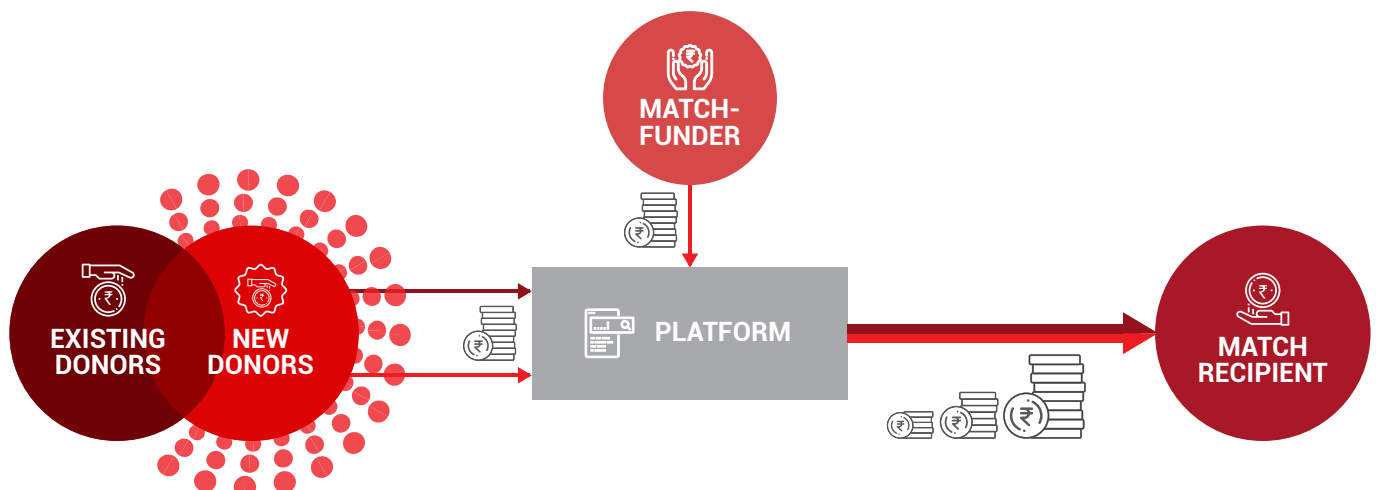 MATCH-
FUNDER
EXISTING
DONORS
NEW
DONORS
PLATFORM
MATCH
RECIPIENT